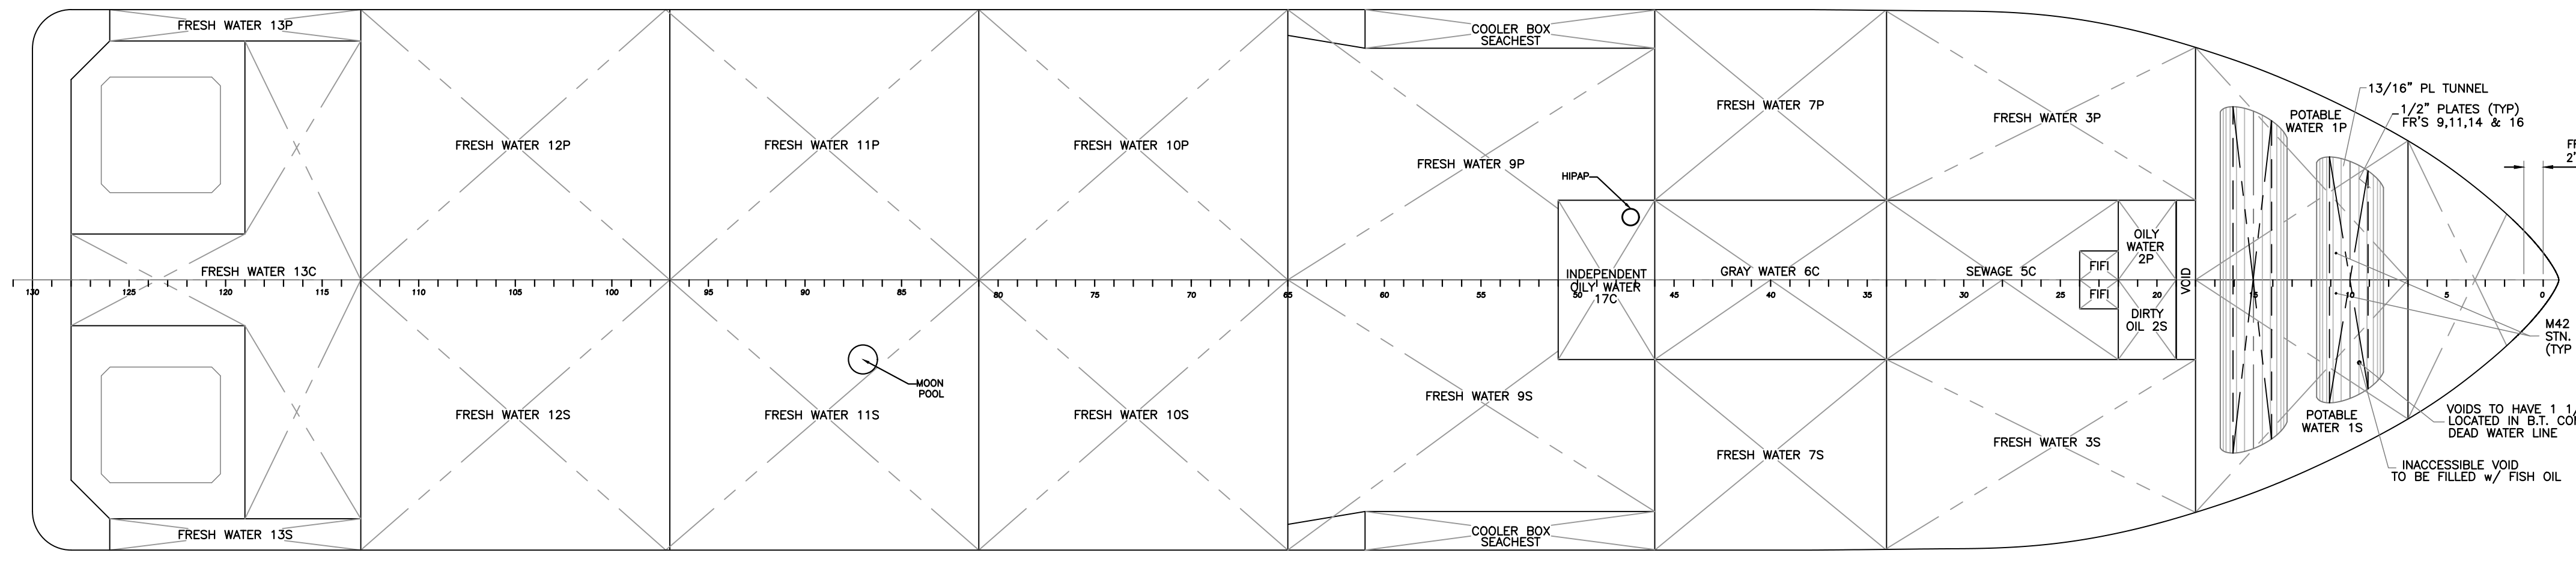 FRESH WATER 13P
COOLER BOX
SEACHEST
13/16" PL TUNNEL
1/2" PLATES (TYP)
FR'S 9,11,14 & 16
POTABLE
WATER 1P
FRESH WATER 7P
FRESH WATER 3P
FRESH WATER 12P
FRESH WATER 11P
FRESH WATER 10P
FRESH WATER 9P
FR
2'
HIPAP
OILY
WATER
2P
FRESH WATER 13C
INDEPENDENT
OILY WATER
17C
GRAY WATER 6C
SEWAGE 5C
FIFI
FIFI
VOID
130 125 120 115 110 105 100 95 90 85 80 75 70 65 60 55 50 45 40 35 30 25 20 15 10 5 0
DIRTY
OIL 2S
M42
STN.
(TYP
MOON
POOL
FRESH WATER 9S
FRESH WATER 12S
FRESH WATER 11S
FRESH WATER 10S
POTABLE
WATER 1S
VOIDS TO HAVE 1 1/
LOCATED IN B.T. CO
DEAD WATER LINE
FRESH WATER 3S
FRESH WATER 7S
INACCESSIBLE VOID
TO BE FILLED w/ FISH OIL
FRESH WATER 13S
COOLER BOX
SEACHEST